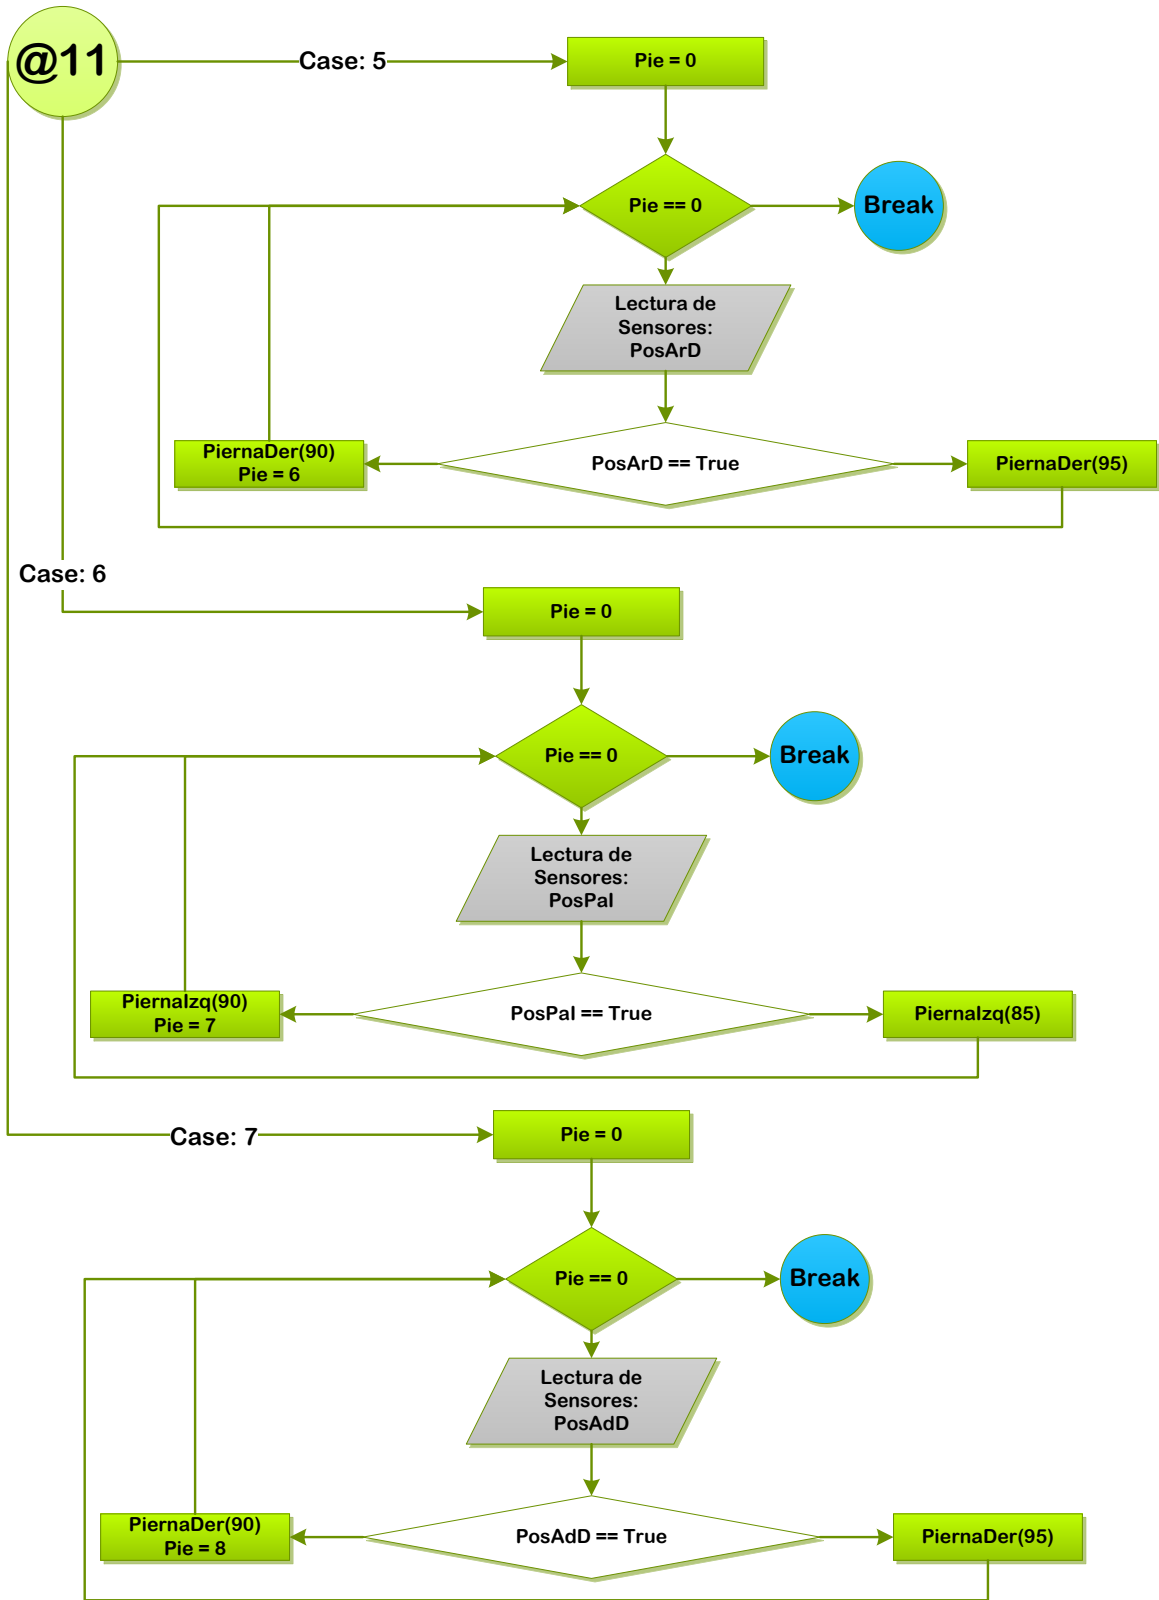 @11
Case: 5
Pie = 0
Pie == 0
Break
Lectura de
Sensores:
PosArD
PosArD == True
PiernaDer(90)
Pie = 6
PiernaDer(95)
Case: 6
Pie = 0
Pie == 0
Break
Lectura de
Sensores:
PosPaI
PosPaI == True
PiernaIzq(90)
Pie = 7
PiernaIzq(85)
Case: 7
Pie = 0
Pie == 0
Break
Lectura de
Sensores:
PosAdD
PosAdD == True
PiernaDer(90)
Pie = 8
PiernaDer(95)